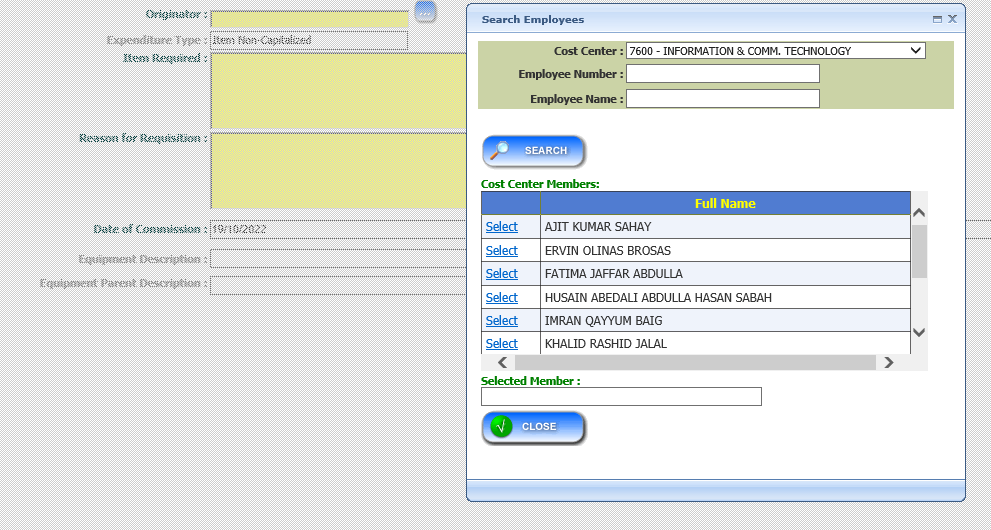 Originator :
...
Expenditure Type : Item Non-Capitalized
Item Required :
Reason for Requisition :
Date of Commission : 19/10/2022
Equipment Description :
Equipment Parent Description :
Search Employees
Cost Center : 7600 - INFORMATION & COMM. TECHNOLOGY
Employee Number :
Employee Name :
SEARCH
Cost Center Members:
Full Name
Select AJIT KUMAR SAHAY
Select ERVIN OLINAS BROSAS
Select FATIMA JAFFAR ABDULLA
Select HUSAIN ABEDALI ABDULLA HASAN SABAH
Select IMRAN QAYYUM BAIG
Select KHALID RASHID JALAL
Selected Member :
CLOSE